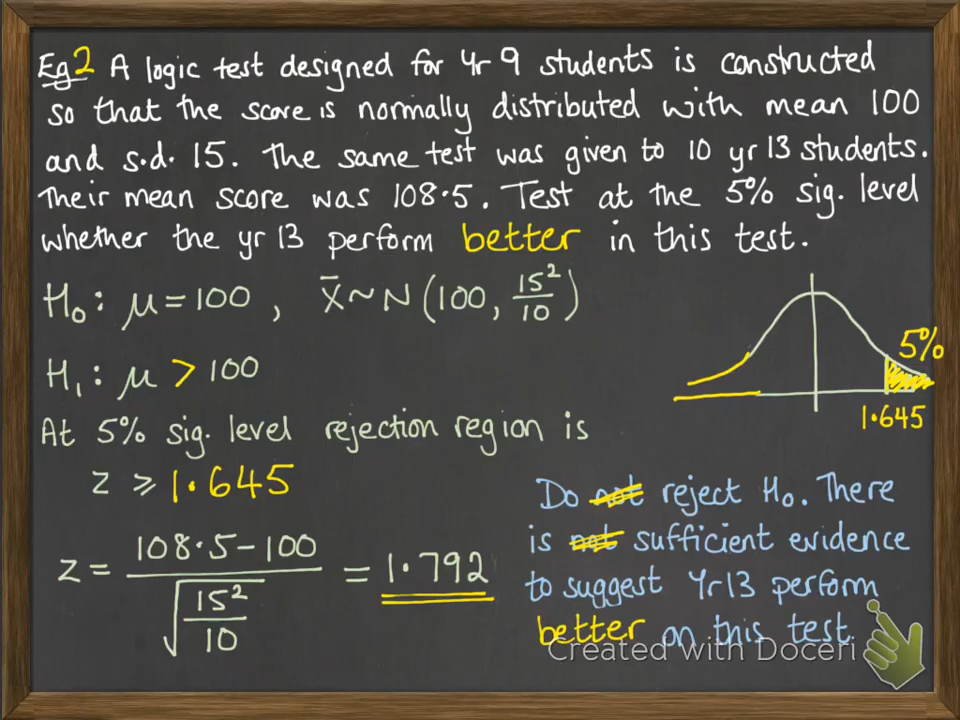 Eg2 A logic test designed for Yr 9 students is constructed
so that the score is normally distributed with mean 100
and s.d. 15. The same test was given to 10 yr 13 students.
Their mean score was 108.5. Test at the 5% sig. level
whether the yr 13 perform better in this test.
H₀: μ = 100, X̄ ~ N(100, 15²/10)
H₁: μ > 100
5%
1.645
At 5% sig. level rejection region is
z ⩾ 1.645
z = (108.5 - 100) / √(15²/10) = 1.792
Do not reject H₀. There
is not sufficient evidence
to suggest Yr 13 perform
better on this test.
Created with Doceri